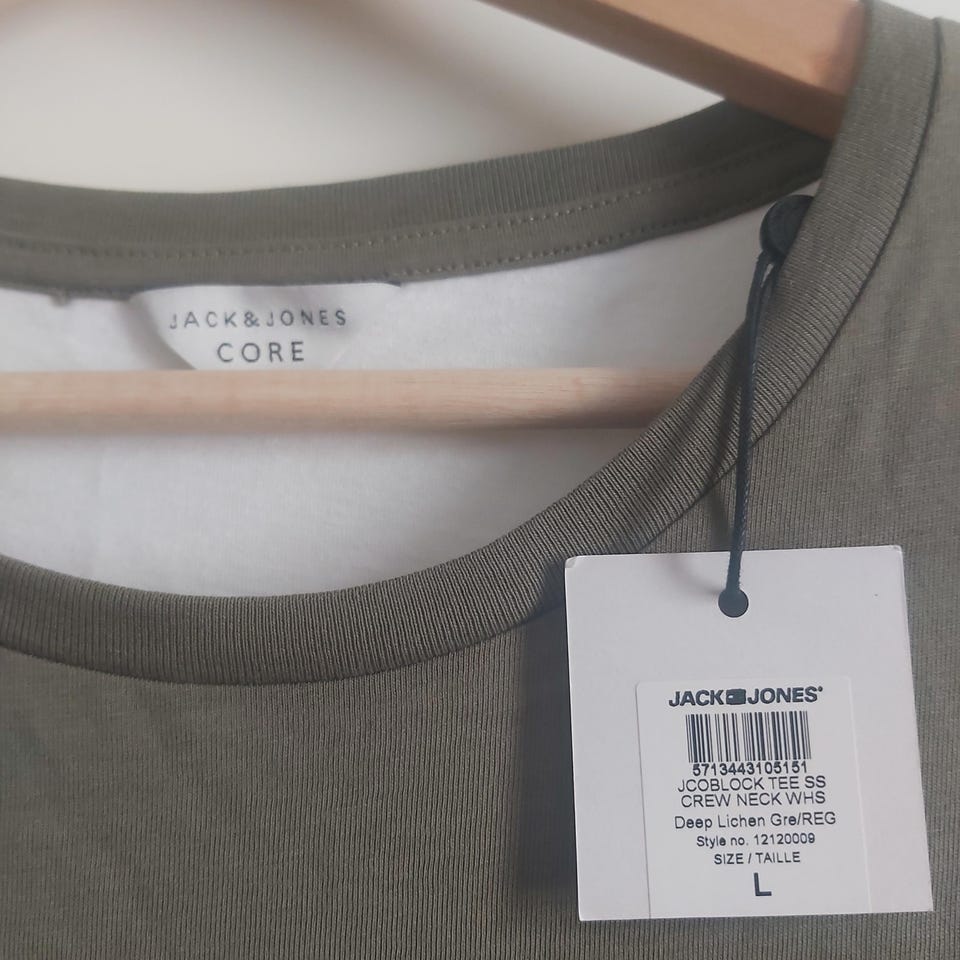 JACK&JONES
CORE
JACK JONES®
5713443105151
JCOBLOCK TEE SS
CREW NECK WHS
Deep Lichen Gre/REG
Style no. 12120009
SIZE / TAILLE
L